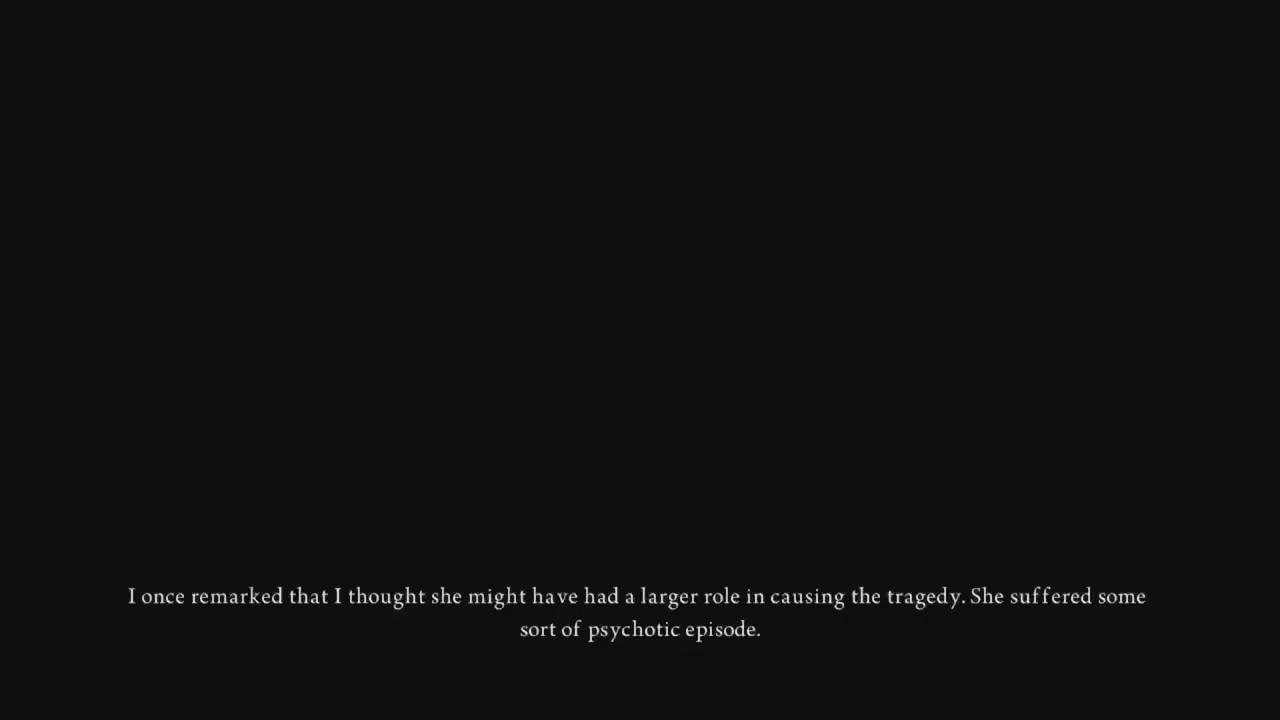 I once remarked that I thought she might have had a larger role in causing the tragedy. She suffered some
sort of psychotic episode.